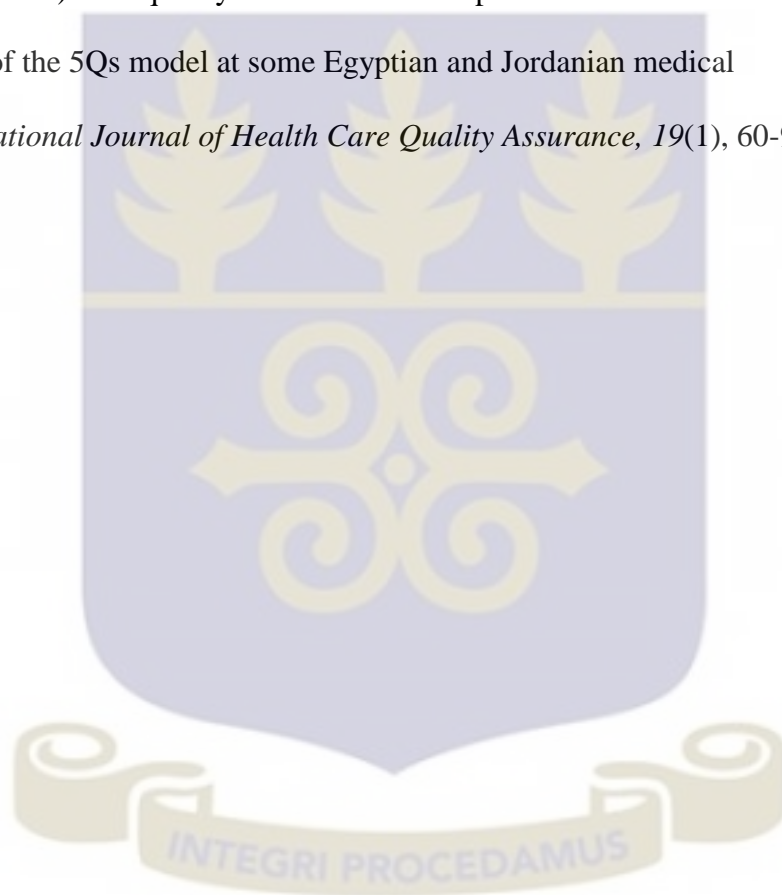 of the 5Qs model at some Egyptian and Jordanian medical
ational Journal of Health Care Quality Assurance, 19(1), 60-
INTEGRI PROCEDAMUS